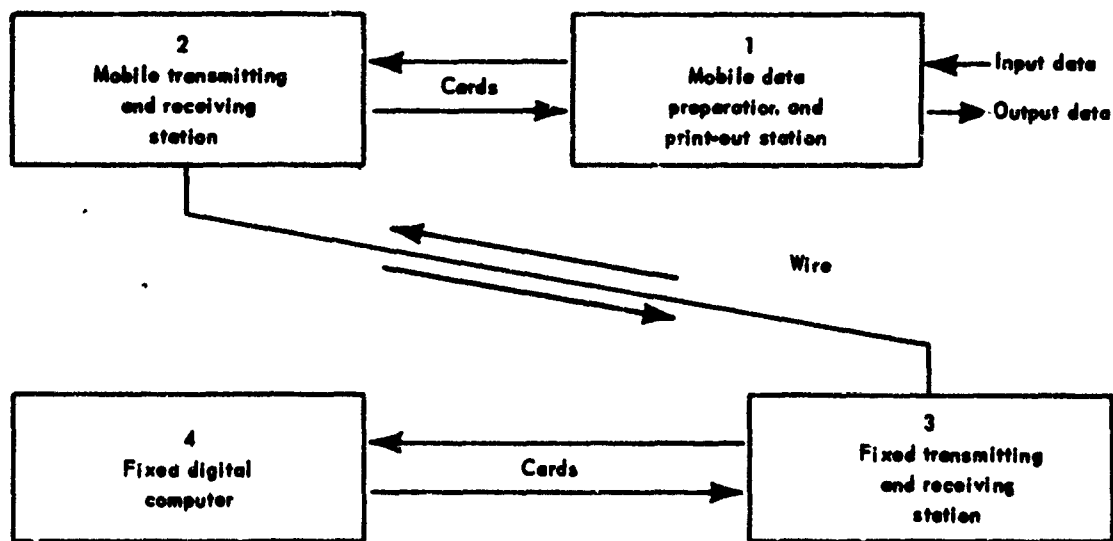 2
Mobile transmitting
and receiving
station
Cards
1
Mobile data
preparation and
print-out station
Input data
Output data
Wire
4
Fixed digital
computer
Cards
3
Fixed transmitting
and receiving
station